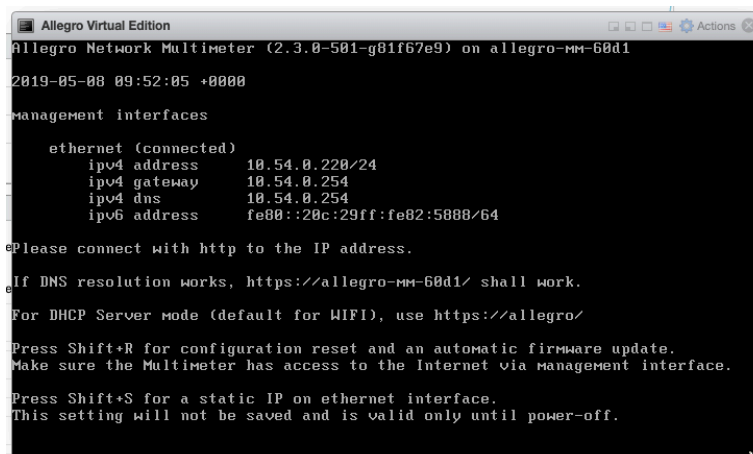 Allegro Virtual Edition
Actions
Allegro Network Multimeter (2.3.0-501-g81f67e9) on allegro-mm-60d1
2019-05-08 09:52:05 +0000
management interfaces
ethernet (connected)
ipv4 address 10.54.0.220/24
ipv4 gateway 10.54.0.254
ipv4 dns 10.54.0.254
ipv6 address fe80::20c:29ff:fe82:5888/64
Please connect with http to the IP address.
If DNS resolution works, https://allegro-mm-60d1/ shall work.
For DHCP Server mode (default for WIFI), use https://allegro/
Press Shift+R for configuration reset and an automatic firmware update.
Make sure the Multimeter has access to the Internet via management interface.
Press Shift+S for a static IP on ethernet interface.
This setting will not be saved and is valid only until power-off.